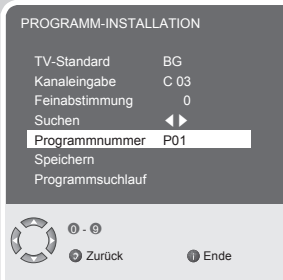 PROGRAMM-INSTALLATION
TV-Standard BG
Kanaleingabe C 03
Feinabstimmung 0
Suchen
Programmnummer P01
Speichern
Programmsuchlauf
0 - 9
Zurück Ende